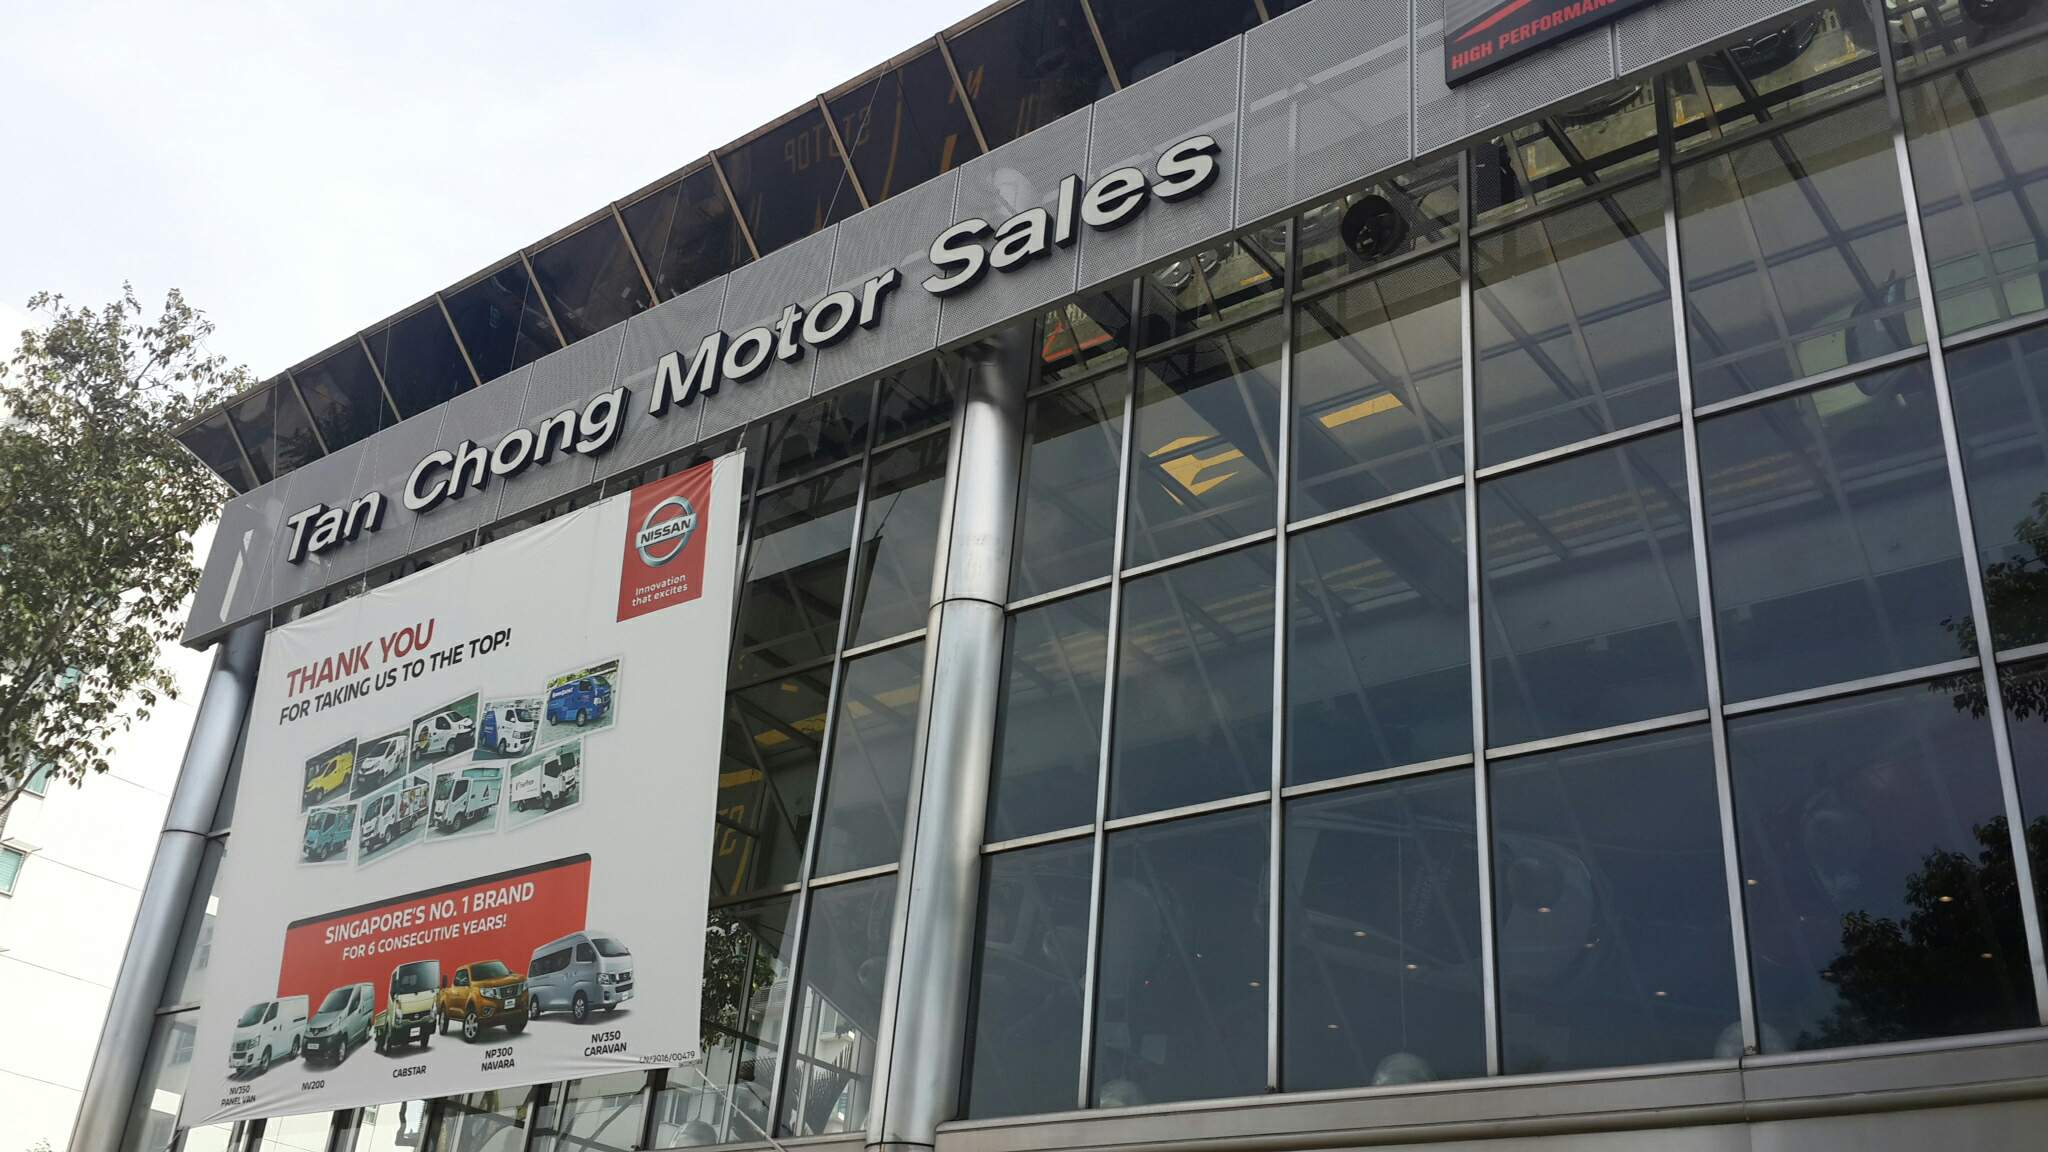 HIGH PERFORMAN
Tan Chong Motor Sales
NISSAN
Innovation
that excites
THANK YOU
FOR TAKING US TO THE TOP!
SINGAPORE'S NO. 1 BRAND
FOR 6 CONSECUTIVE YEARS!
NV350
PANEL VAN
NV200
CABSTAR
NP300
NAVARA
NV350
CARAVAN